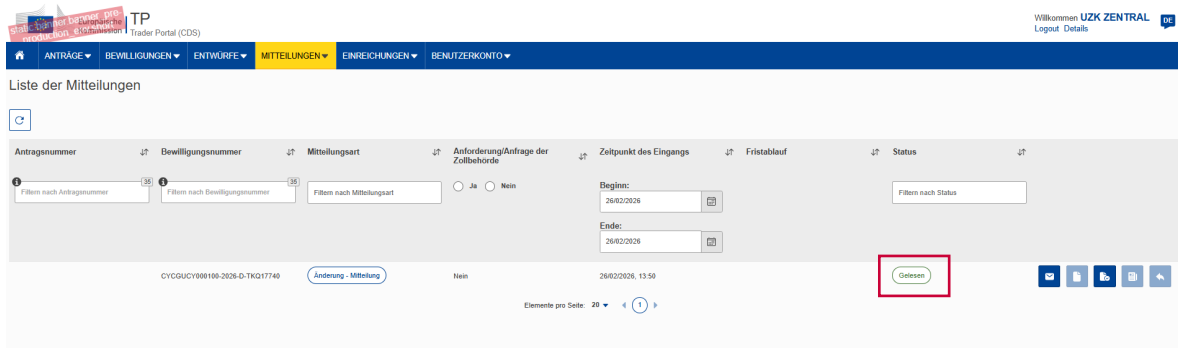 Europäische Kommission
static banner.banner_pre-
TP
Trader Portal (CDS)
Willkommen UZK ZENTRAL
Logout Details
DE
ANTRÄGE
BEWILLIGUNGEN
ENTWÜRFE
MITTEILUNGEN
EINREICHUNGEN
BENUTZERKONTO
Liste der Mitteilungen
Antragsnummer
Bewilligungsnummer
Mitteilungsart
Anforderung/Anfrage der
Zollbehörde
Zeitpunkt des Eingangs
Fristablauf
Status
35
Filtern nach Antragsnummer
35
Filtern nach Bewilligungsnummer
Filtern nach Mitteilungsart
Ja
Nein
Beginn:
26/02/2026
Ende:
26/02/2026
Filtern nach Status
CYCGUCY000100-2026-D-TKQ17740
Änderung - Mitteilung
Nein
26/02/2026, 13:50
Gelesen
Elemente pro Seite: 20
1